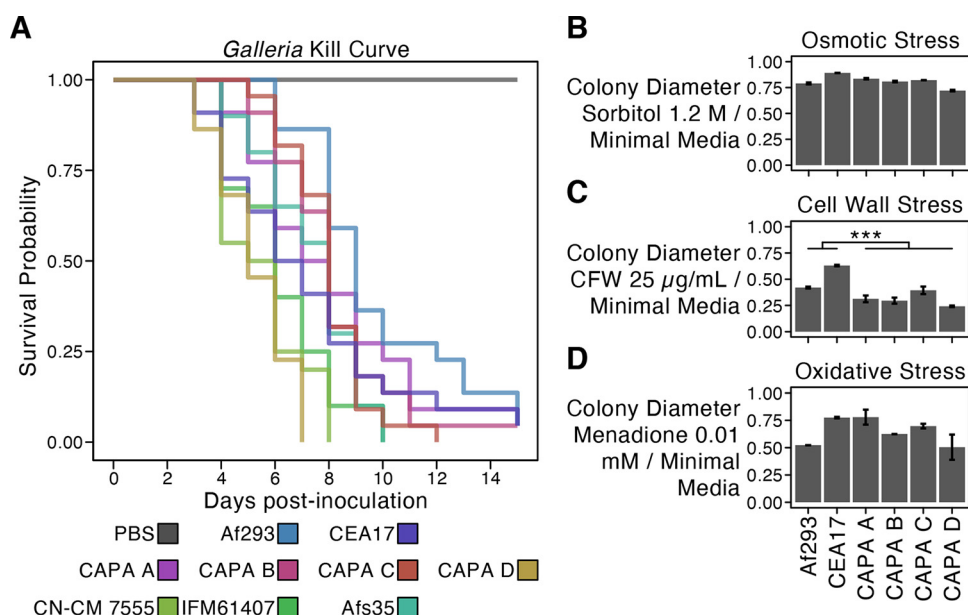 A
Galleria Kill Curve
Survival Probability
1.00
0.75
0.50
0.25
0.00
0 2 4 6 8 10 12 14
Days post-inoculation
PBS Af293 CEA17
CAPA A CAPA B CAPA C CAPA D
CN-CM 7555 IFM61407 Afs35
B
Osmotic Stress
Colony Diameter
Sorbitol 1.2 M /
Minimal Media
1.00
0.75
0.50
0.25
0.00
C
Cell Wall Stress
Colony Diameter
CFW 25 µg/mL /
Minimal Media
1.00
0.75
0.50
0.25
0.00
***
D
Oxidative Stress
Colony Diameter
Menadione 0.01
mM / Minimal
Media
1.00
0.75
0.50
0.25
0.00
Af293
CEA17
CAPA A
CAPA B
CAPA C
CAPA D